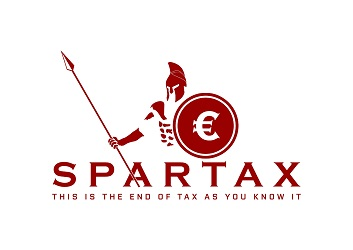 €
SPARTAX
THIS IS THE END OF TAX AS YOU KNOW IT